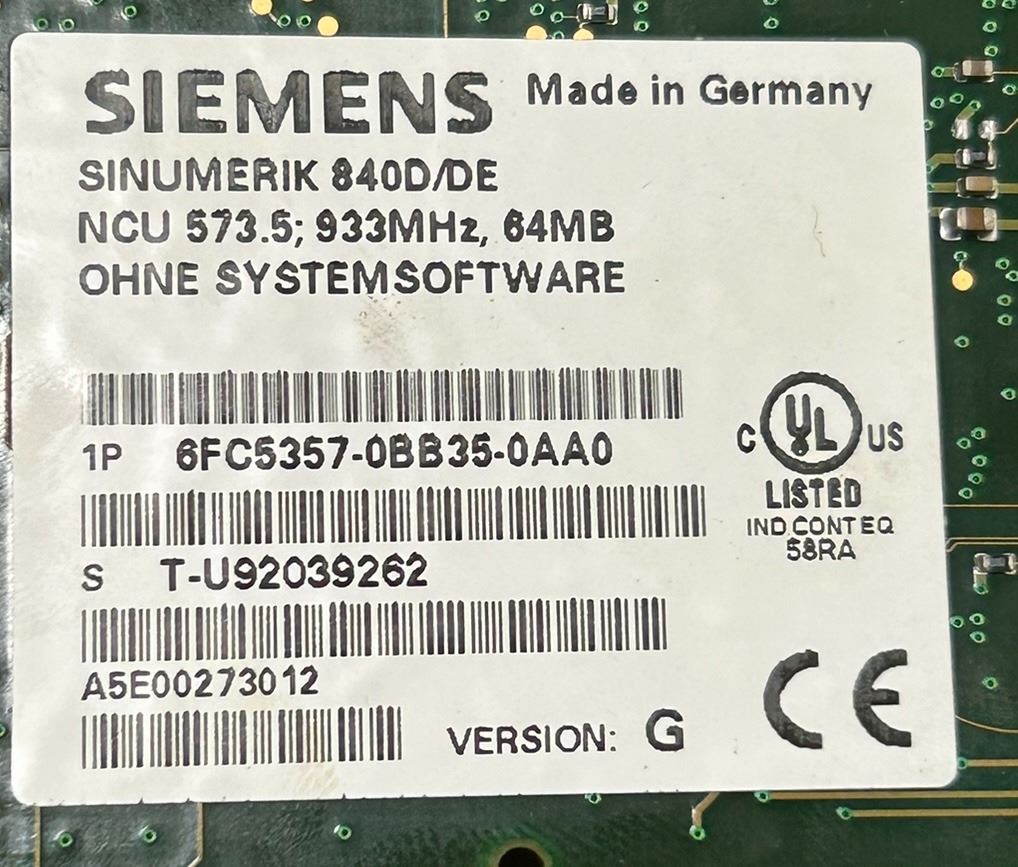 SIEMENS Made in Germany
SINUMERIK 840D/DE
NCU 573.5; 933MHz, 64MB
OHNE SYSTEMSOFTWARE
1P 6FC5357-0BB35-0AA0
C UL US
LISTED
IND.CONT.EQ
58RA
S T-U92039262
A5E00273012
VERSION: G
CE